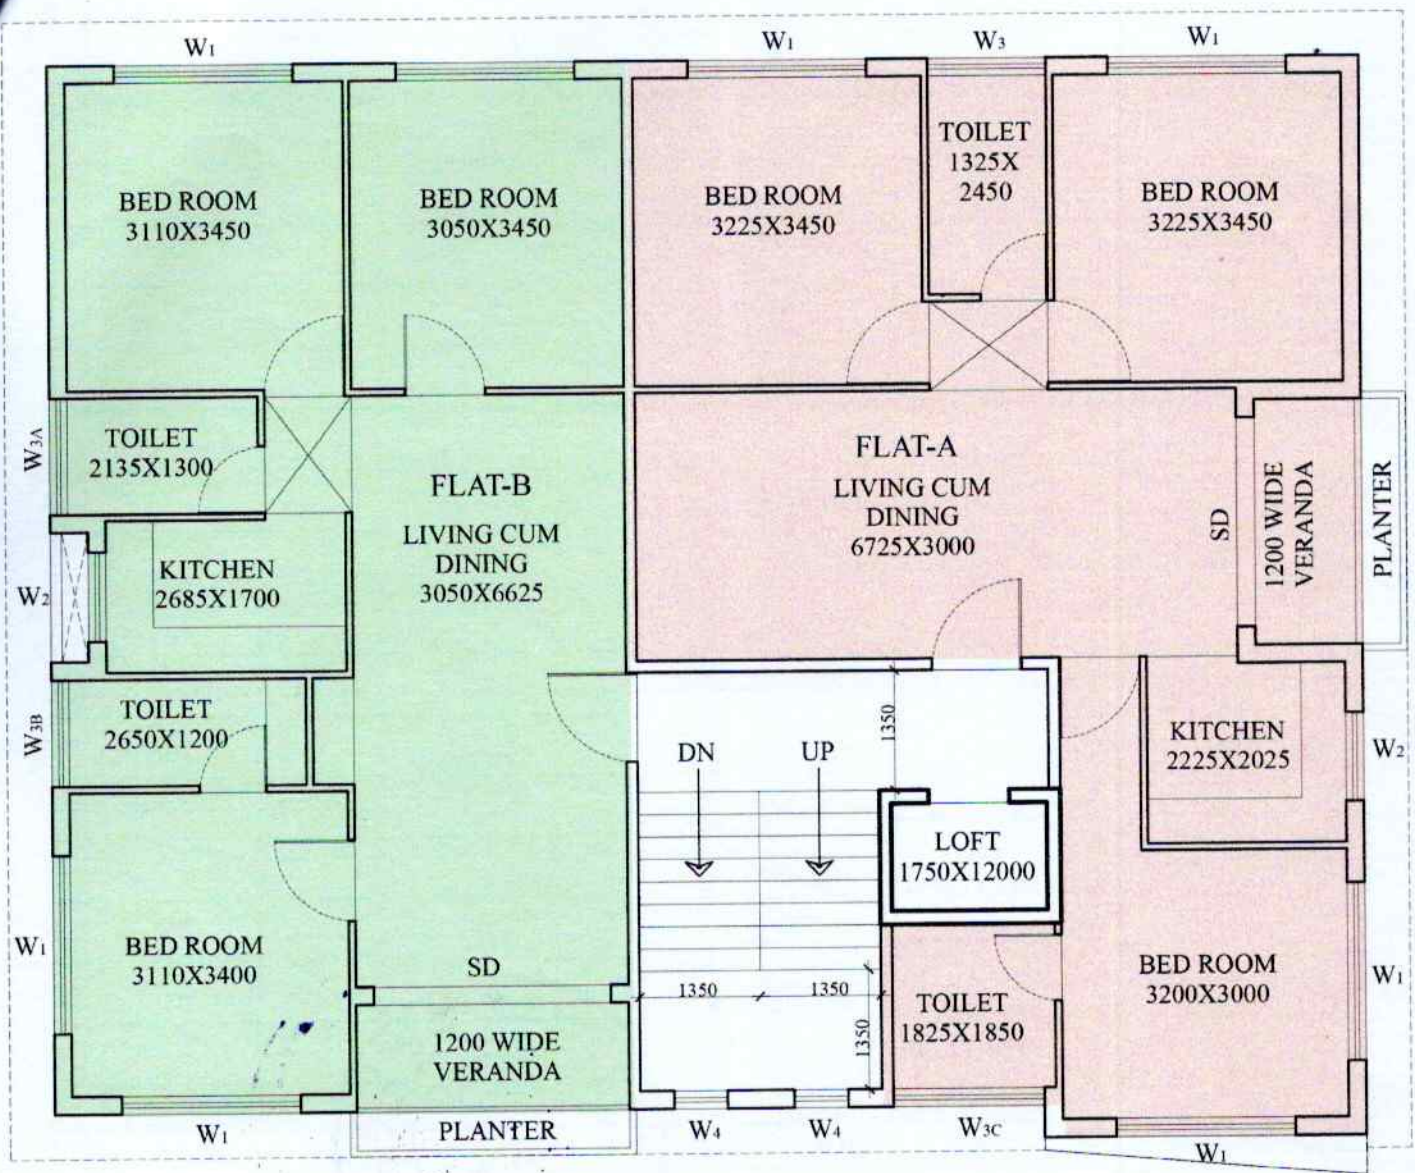 W1
W1
W3
W1
BED ROOM
3110X3450
BED ROOM
3050X3450
BED ROOM
3225X3450
TOILET
1325X
2450
BED ROOM
3225X3450
W3A
TOILET
2135X1300
FLAT-B
LIVING CUM
DINING
3050X6625
FLAT-A
LIVING CUM
DINING
6725X3000
SD
1200 WIDE
VERANDA
PLANTER
W2
KITCHEN
2685X1700
W3B
TOILET
2650X1200
DN
UP
1350
KITCHEN
2225X2025
W2
LOFT
1750X12000
W1
BED ROOM
3110X3400
SD
1350
1350
1350
TOILET
1825X1850
BED ROOM
3200X3000
W1
1200 WIDE
VERANDA
W1
PLANTER
W4
W4
W3C
W1